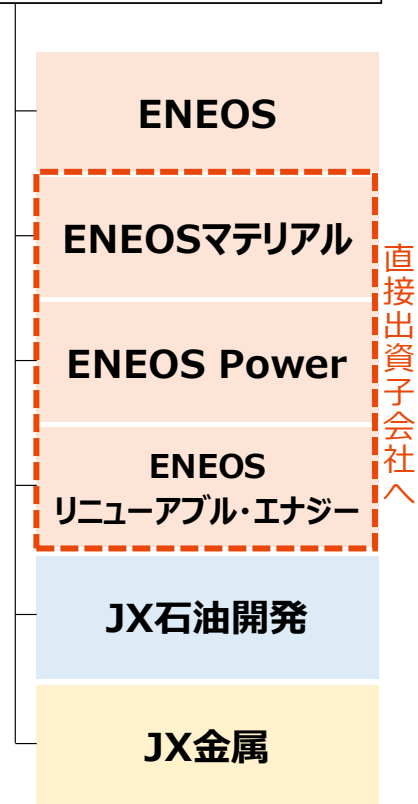 ENEOS
ENEOSマテリアル
ENEOS Power
ENEOS
リニューアブル・エナジー
直接出資子会社へ
JX石油開発
JX金属